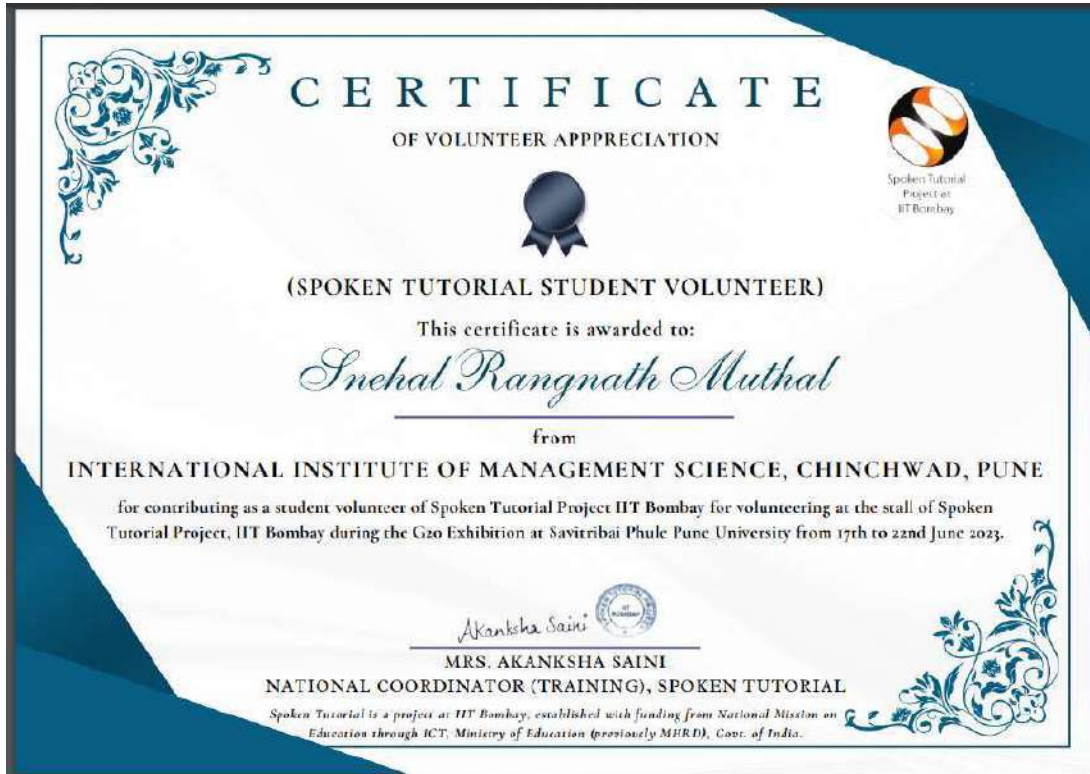 CERTIFICATE
OF VOLUNTEER APPPRECIATION
Spoken Tutorial
Project at
IIT Bombay
(SPOKEN TUTORIAL STUDENT VOLUNTEER)
This certificate is awarded to:
Snehal Rangnath Muthal
from
INTERNATIONAL INSTITUTE OF MANAGEMENT SCIENCE, CHINCHWAD, PUNE
for contributing as a student volunteer of Spoken Tutorial Project IIT Bombay for volunteering at the stall of Spoken
Tutorial Project, IIT Bombay during the G20 Exhibition at Savitribai Phule Pune University from 17th to 22nd June 2023.
Akanksha Saini
SPOKEN TUTORIAL PROJECT
IIT
BOMBAY
MRS. AKANKSHA SAINI
NATIONAL COORDINATOR (TRAINING), SPOKEN TUTORIAL
Spoken Tutorial is a project at IIT Bombay, established with funding from National Mission on
Education through ICT, Ministry of Education (previously MHRD), Govt. of India.